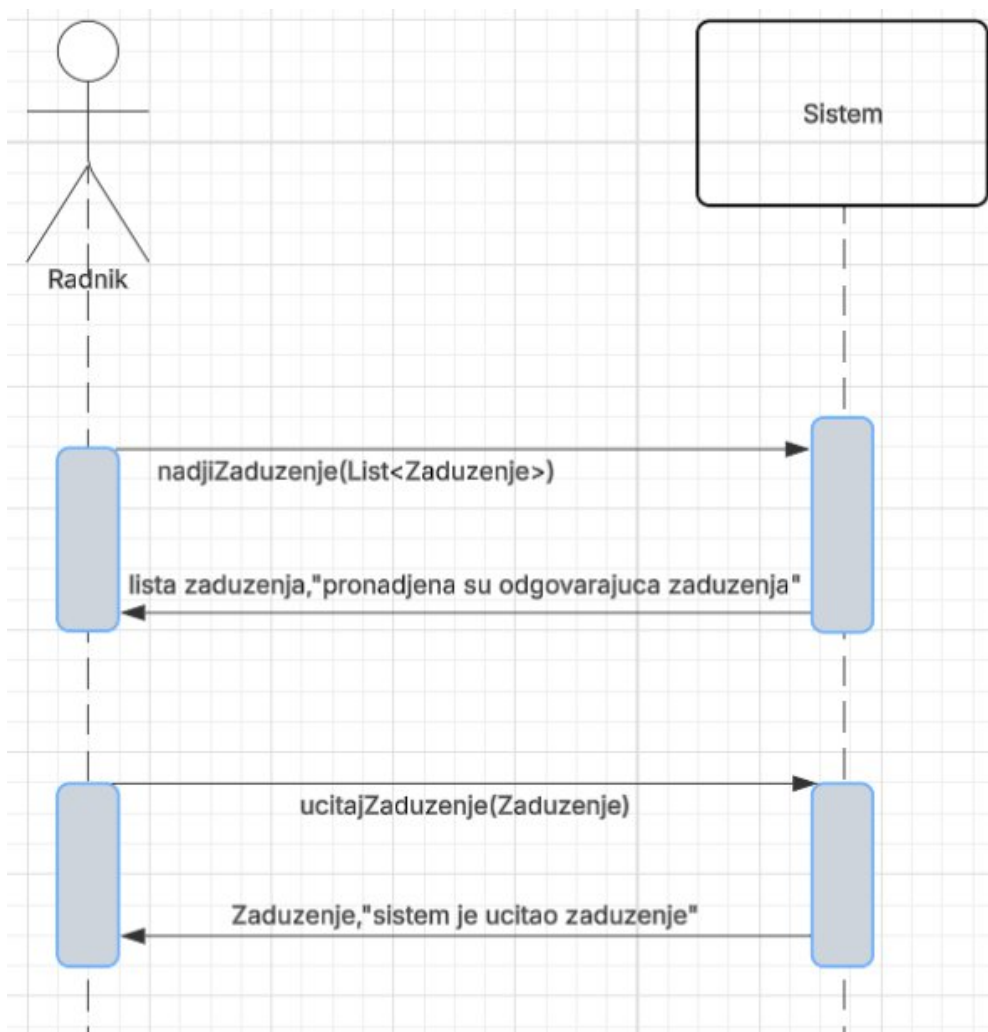 Sistem
Radnik
nadjiZaduzenje(List<Zaduzenje>)
lista zaduzenja,"pronadjena su odgovarajuca zaduzenja"
ucitajZaduzenje(Zaduzenje)
Zaduzenje,"sistem je ucitao zaduzenje"